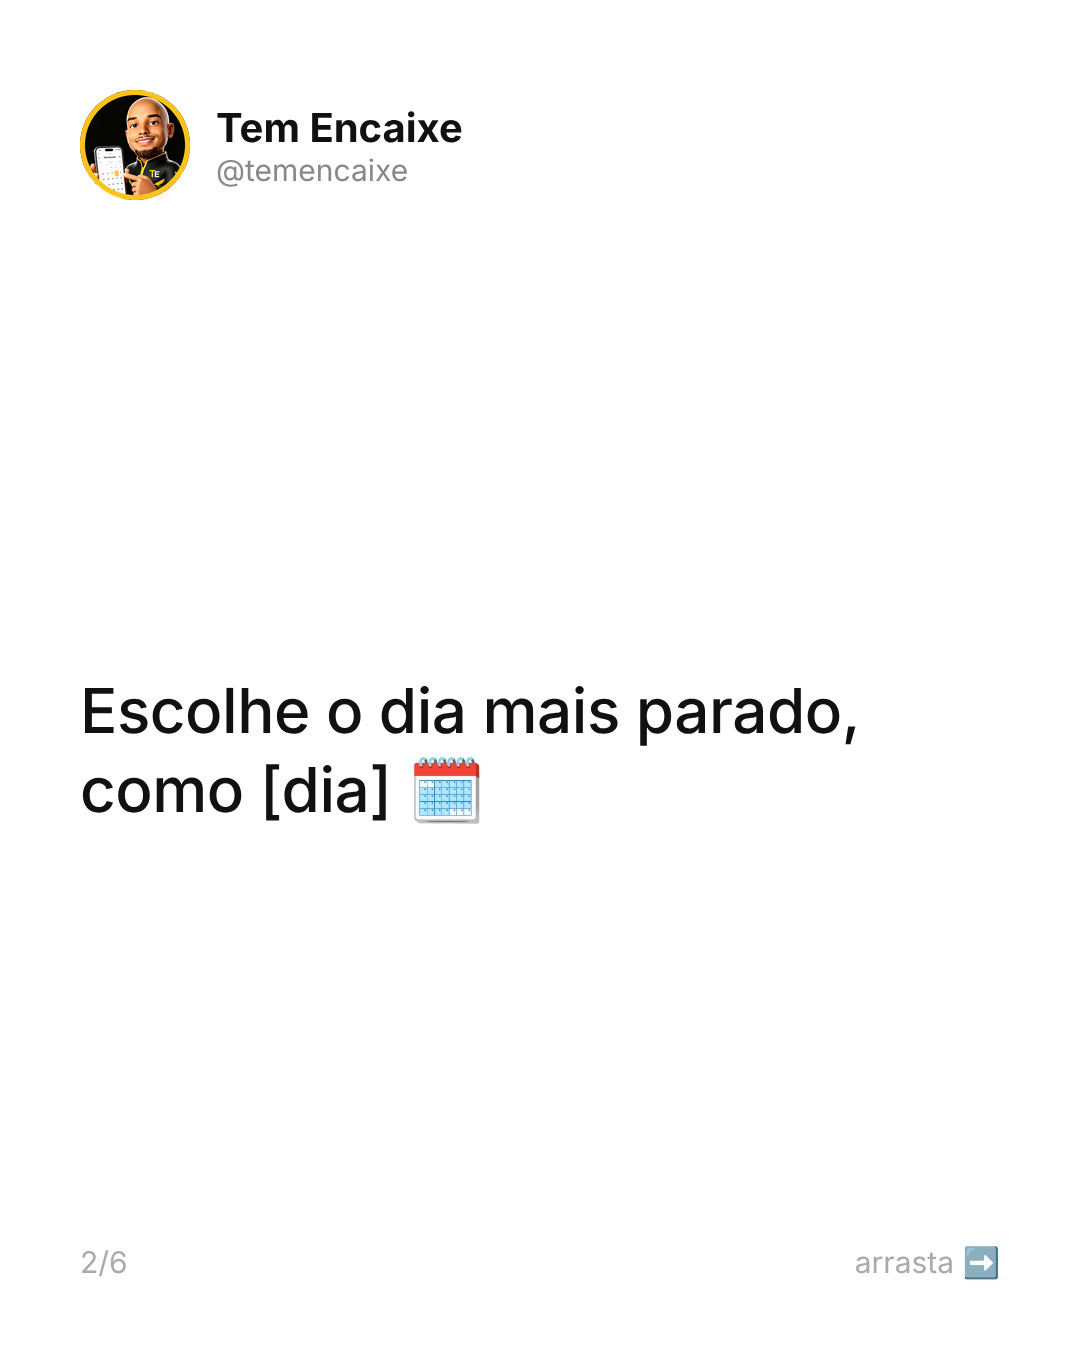 Tem Encaixe
@temencaixe
Escolhe o dia mais parado,
como [dia] 🗓️
2/6
arrasta ➡️